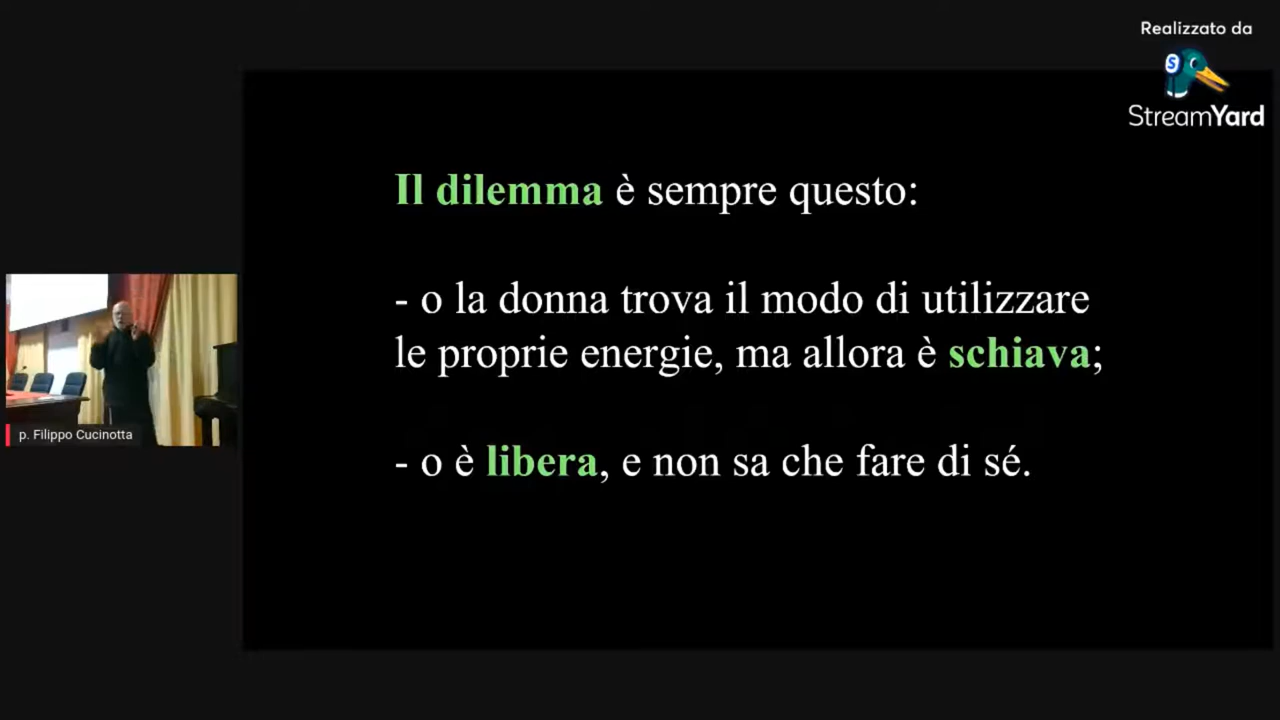 Realizzato da
S
StreamYard
Il dilemma è sempre questo:
- o la donna trova il modo di utilizzare
le proprie energie, ma allora è schiava;
- o è libera, e non sa che fare di sé.
p. Filippo Cucinotta